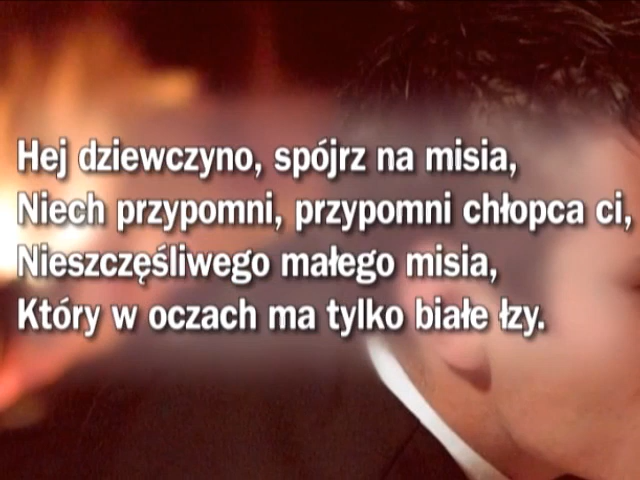 Hej dziewczyno, spójrz na misia,
Niech przypomni, przypomni chłopca ci,
Nieszczęśliwego małego misia,
Który w oczach ma tylko białe łzy.